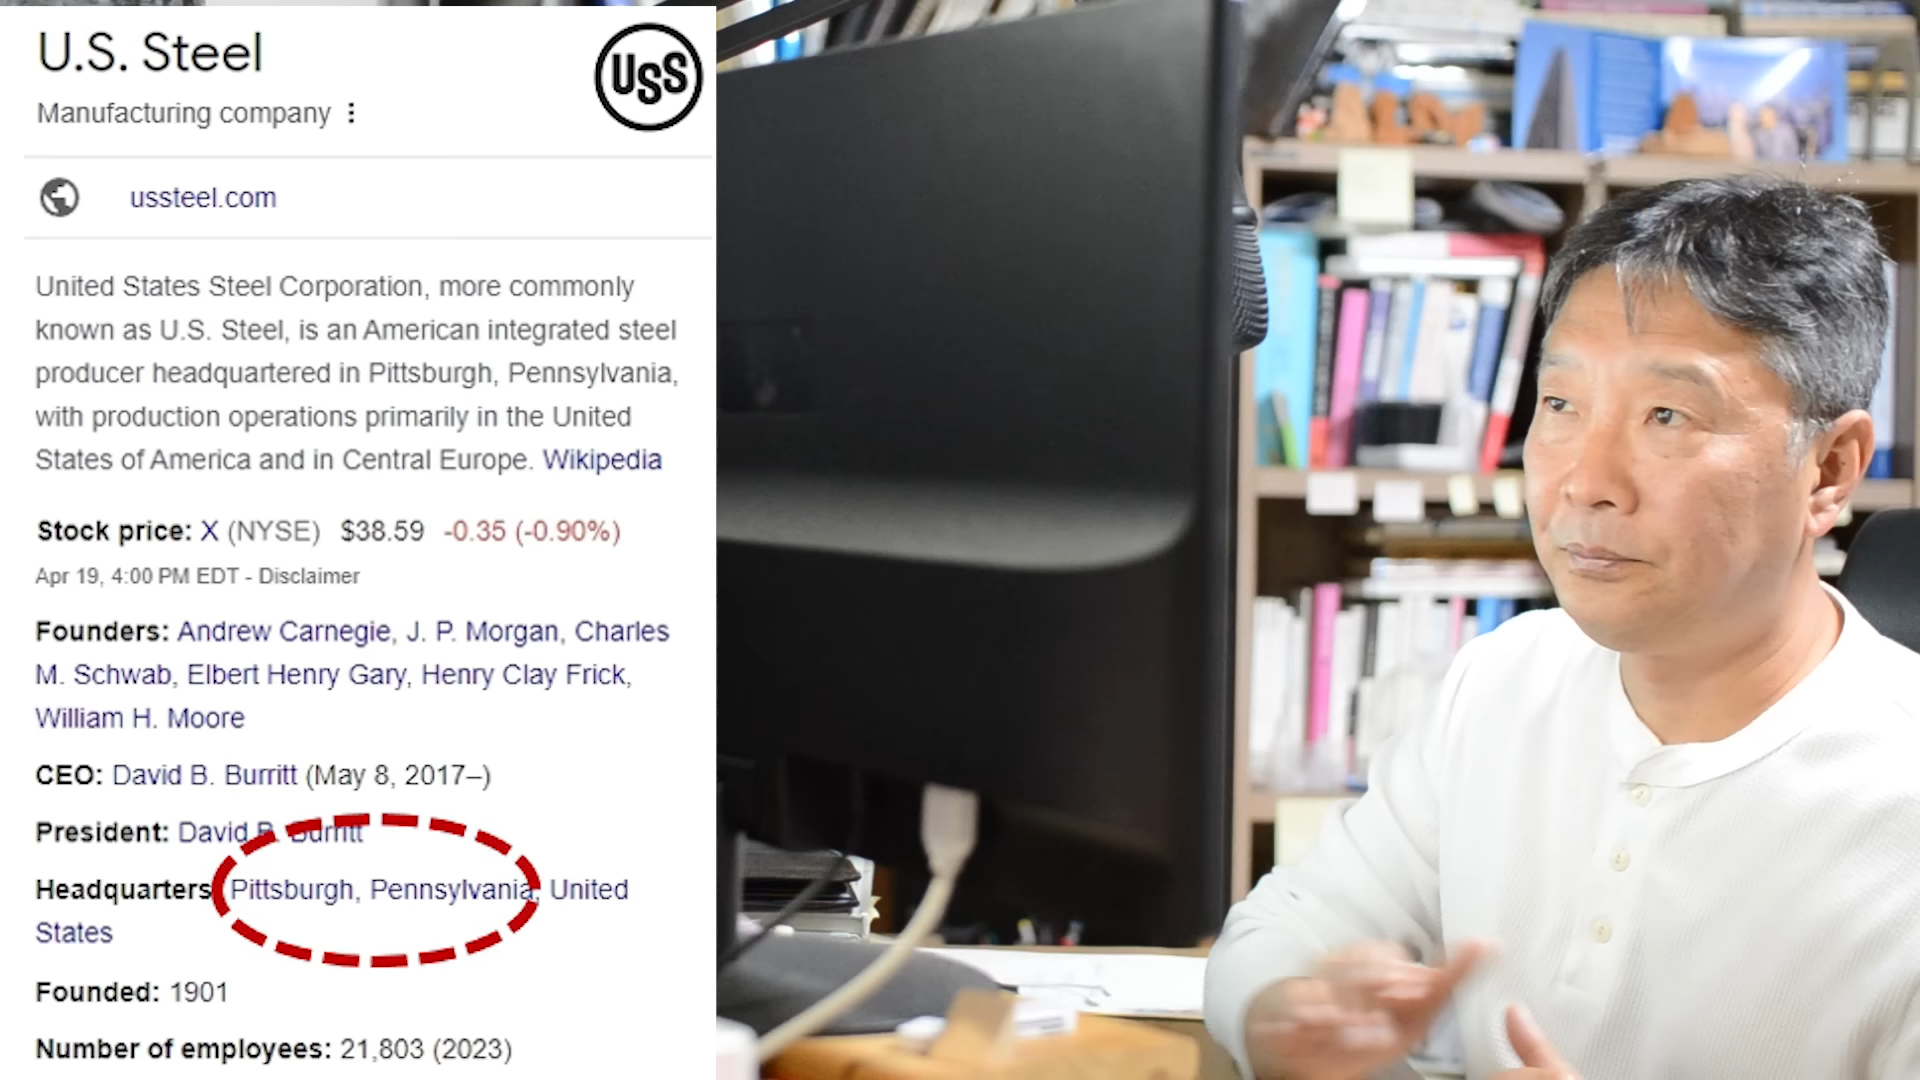 U.S. Steel
USS
Manufacturing company
ussteel.com
United States Steel Corporation, more commonly
known as U.S. Steel, is an American integrated steel
producer headquartered in Pittsburgh, Pennsylvania,
with production operations primarily in the United
States of America and in Central Europe. Wikipedia
Stock price: X (NYSE) $38.59 -0.35 (-0.90%)
Apr 19, 4:00 PM EDT - Disclaimer
Founders: Andrew Carnegie, J. P. Morgan, Charles
M. Schwab, Elbert Henry Gary, Henry Clay Frick,
William H. Moore
CEO: David B. Burritt (May 8, 2017–)
President: David B. Burritt
Headquarters: Pittsburgh, Pennsylvania, United
States
Founded: 1901
Number of employees: 21,803 (2023)